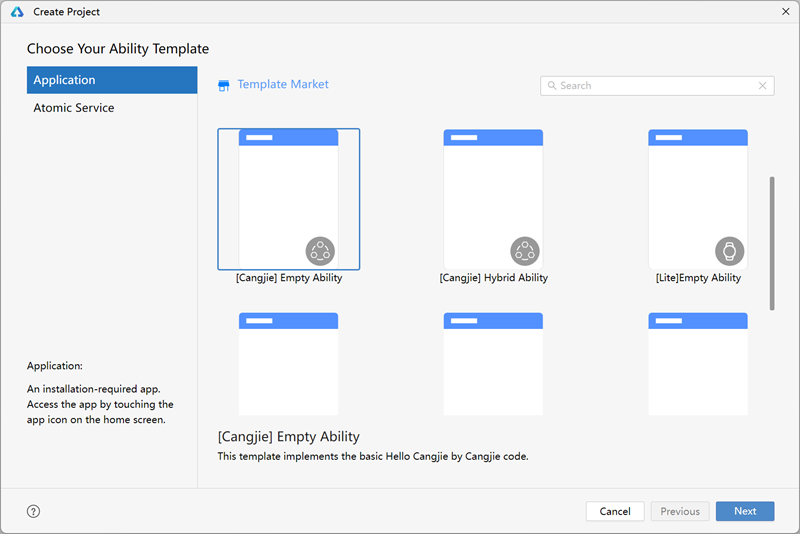 Create Project
Choose Your Ability Template
Application
Atomic Service
Template Market
Search
[Cangjie] Empty Ability
[Cangjie] Hybrid Ability
[Lite]Empty Ability
Application:
An installation-required app.
Access the app by touching the
app icon on the home screen.
[Cangjie] Empty Ability
This template implements the basic Hello Cangjie by Cangjie code.
?
Cancel
Previous
Next